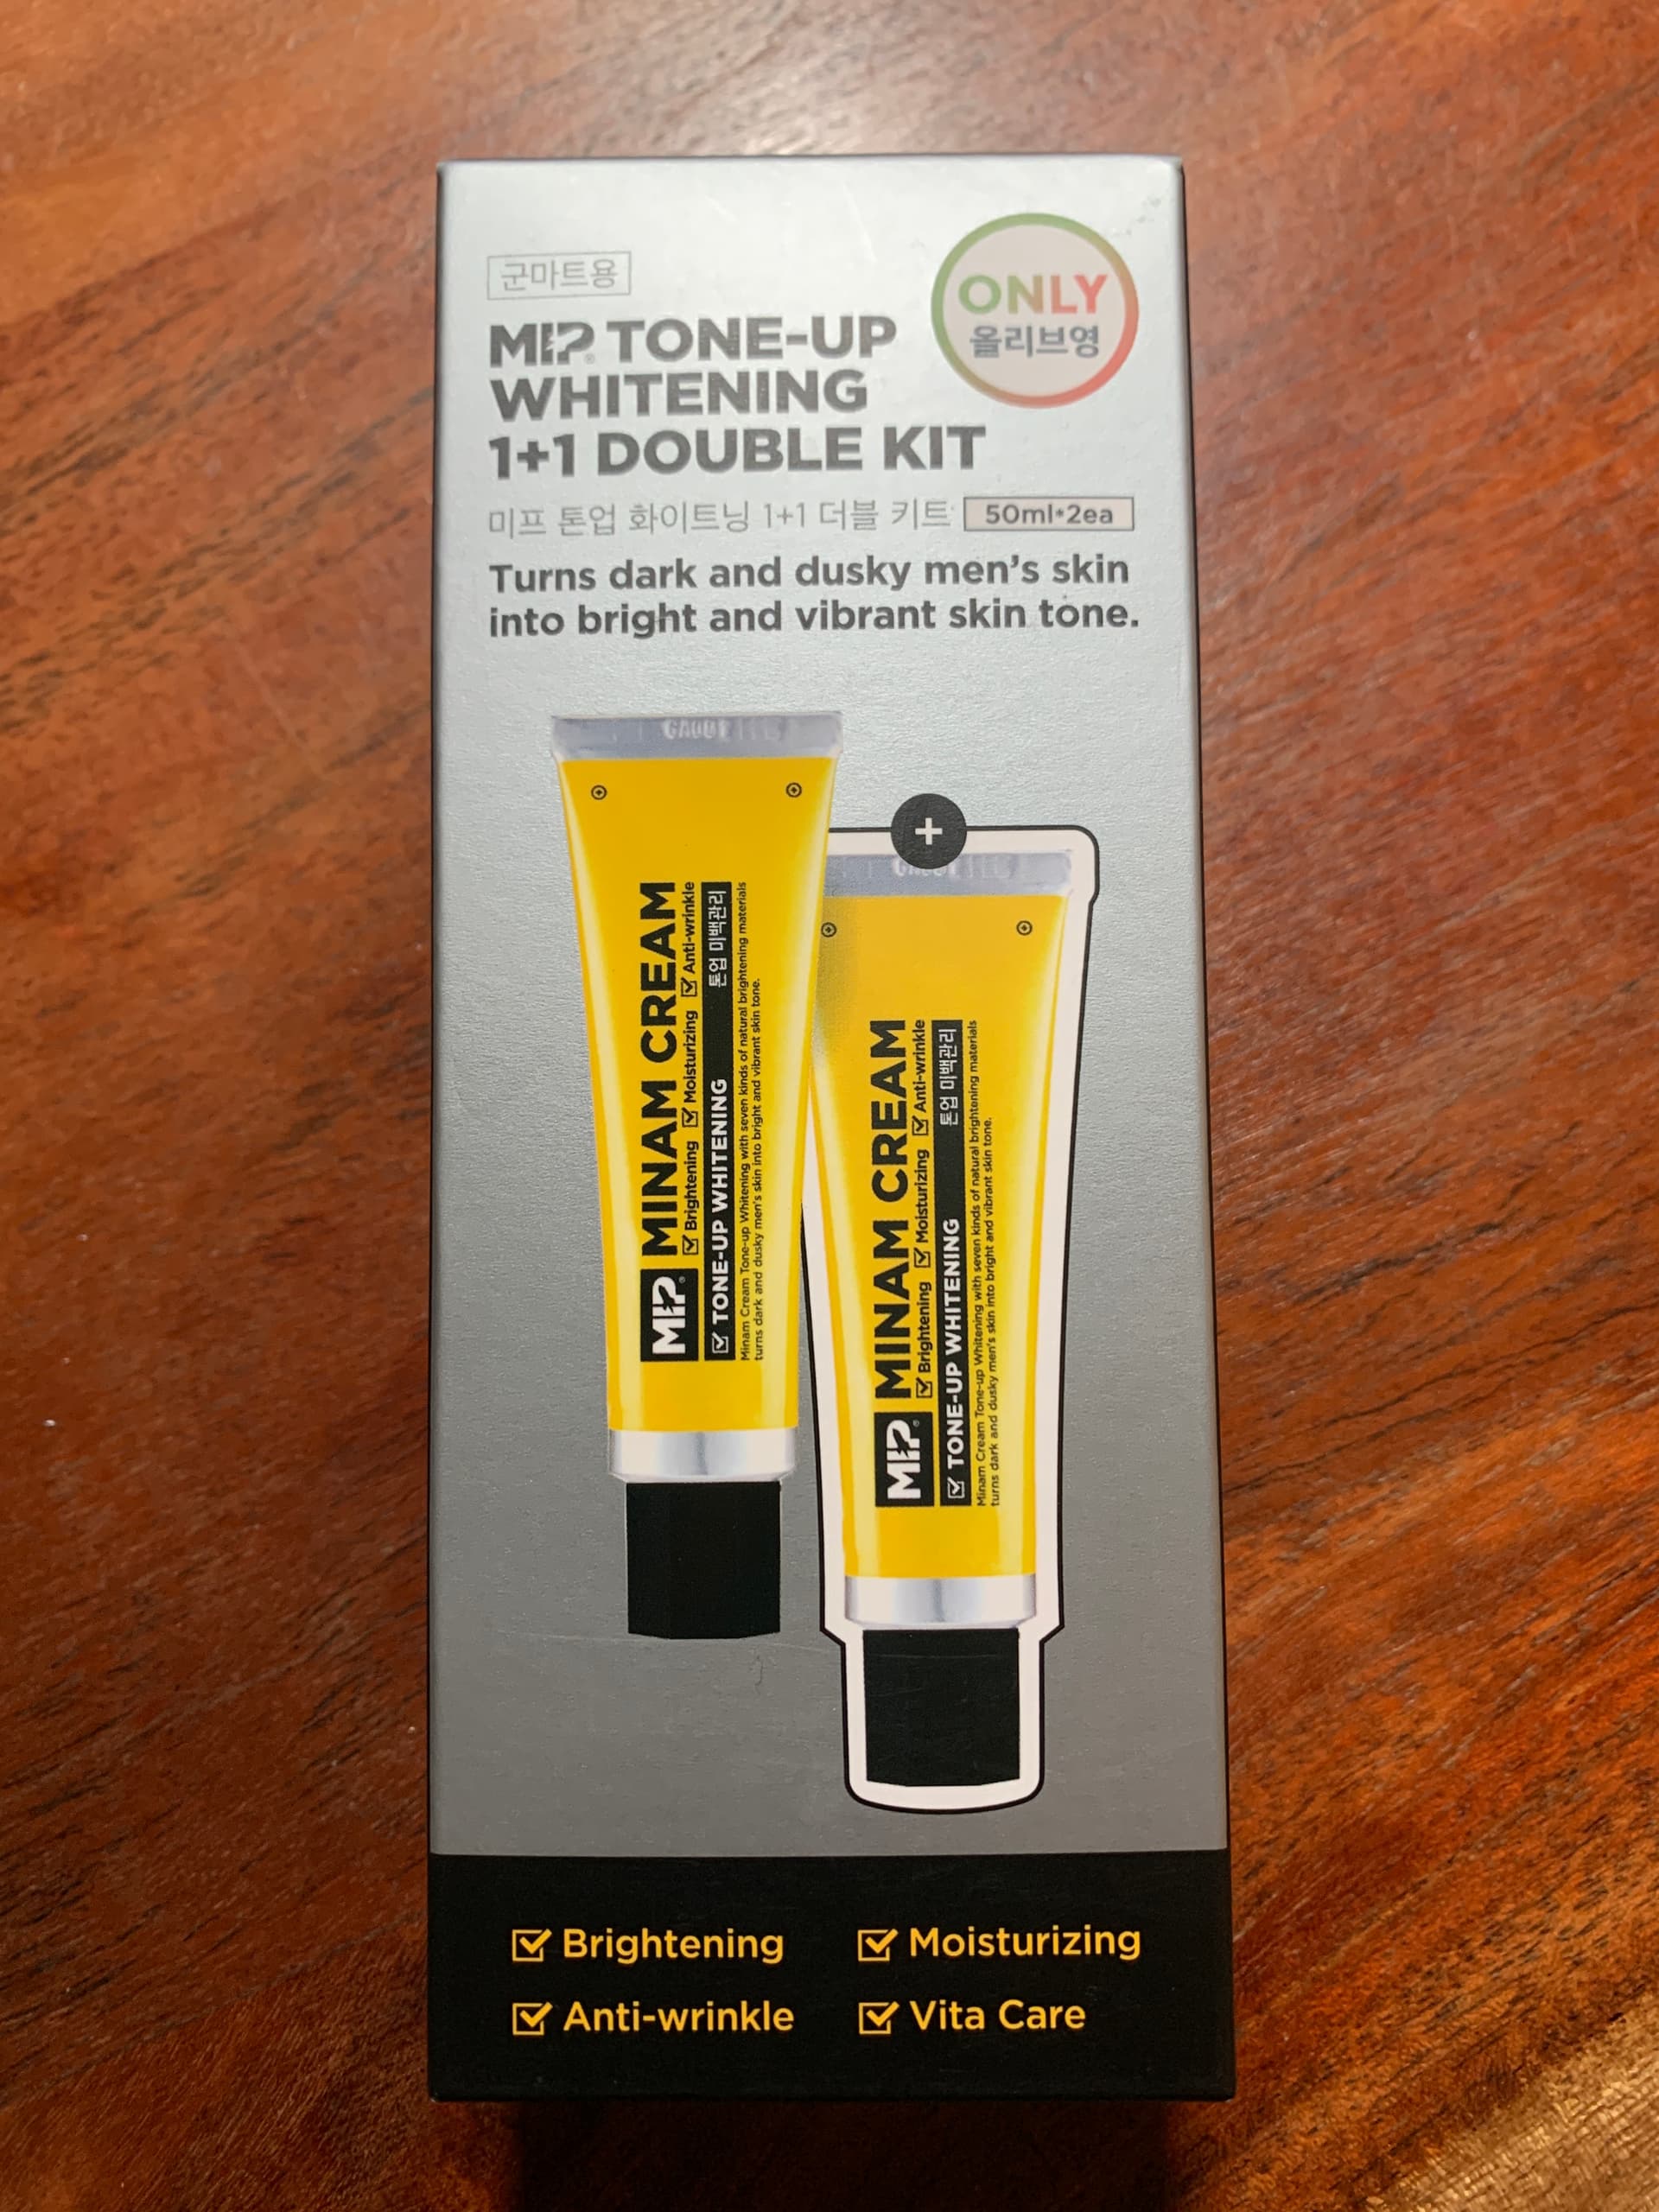 군마트용
MIP® TONE-UP
WHITENING
1+1 DOUBLE KIT
ONLY
올리브영
미프 톤업 화이트닝 1+1 더블 키트 50ml*2ea
Turns dark and dusky men's skin
into bright and vibrant skin tone.
MIP® MINAM CREAM
Brightening Moisturizing Anti-wrinkle
TONE-UP WHITENING 톤업 미백관리
Minam Cream Tone-up Whitening with seven kinds of natural brightening materials
turns dark and dusky men's skin into bright and vibrant skin tone.
+
MIP® MINAM CREAM
Brightening Moisturizing Anti-wrinkle
TONE-UP WHITENING 톤업 미백관리
Minam Cream Tone-up Whitening with seven kinds of natural brightening materials
turns dark and dusky men's skin into bright and vibrant skin tone.
Brightening Moisturizing
Anti-wrinkle Vita Care